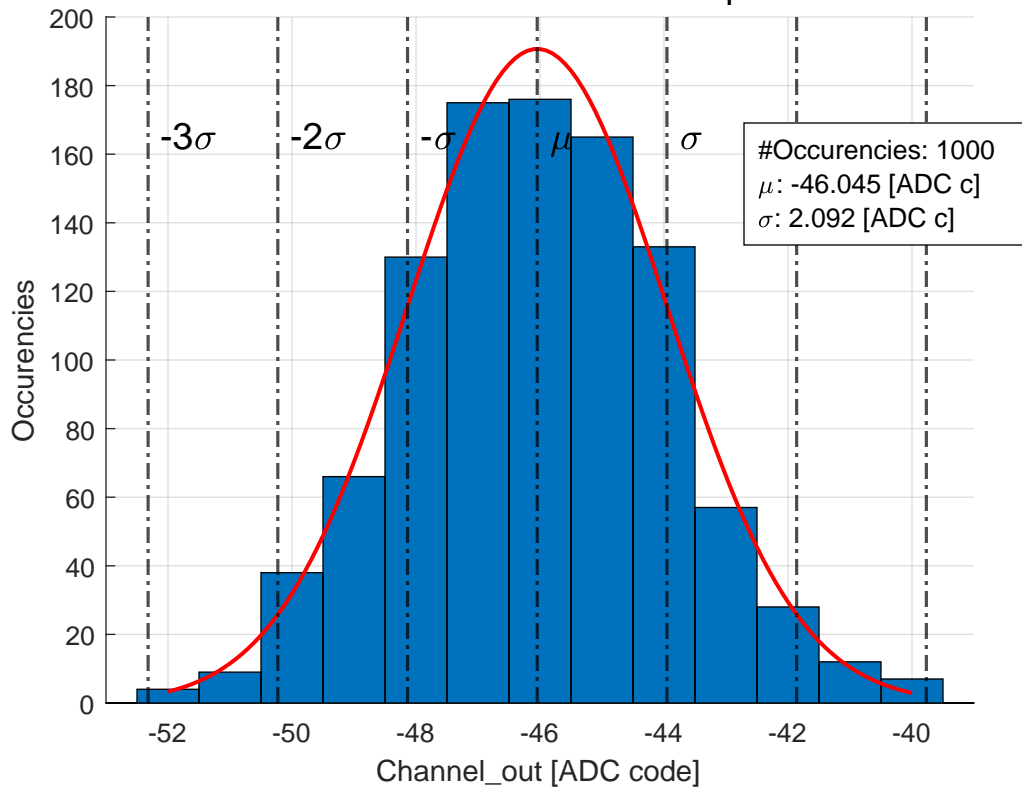 200
180
160
140
120
100
80
60
40
20
0
Occurencies
-3σ
-2σ
-σ
μ
σ
#Occurencies: 1000
μ: -46.045 [ADC c]
σ: 2.092 [ADC c]
-52
-50
-48
-46
-44
-42
-40
Channel_out [ADC code]